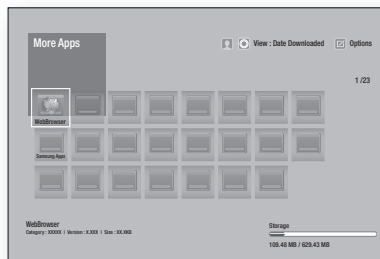 More Apps
View : Date Downloaded
Options
1 /23
WebBrowser
Samsung Apps
WebBrowser
Category : XXXXX I Version : X.XXX I Size : XX.XKB
Storage
109.48 MB / 629.43 MB